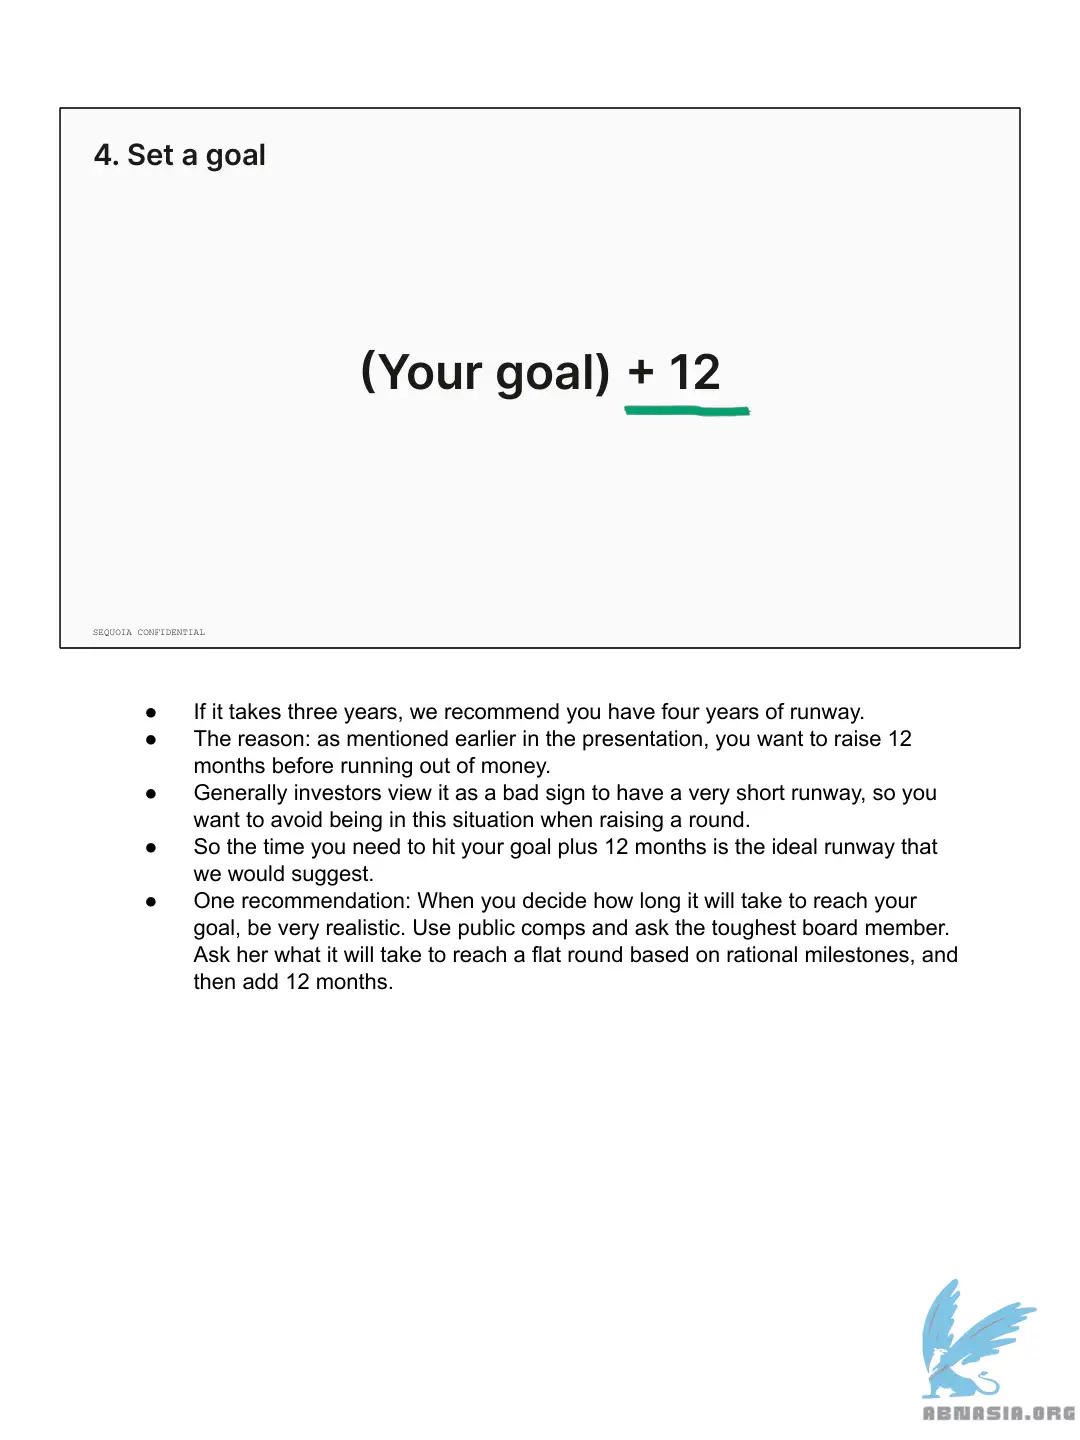 4. Set a goal
(Your goal) + 12
SEQUOIA CONFIDENTIAL
● If it takes three years, we recommend you have four years of runway.
● The reason: as mentioned earlier in the presentation, you want to raise 12
months before running out of money.
● Generally investors view it as a bad sign to have a very short runway, so you
want to avoid being in this situation when raising a round.
● So the time you need to hit your goal plus 12 months is the ideal runway that
we would suggest.
● One recommendation: When you decide how long it will take to reach your
goal, be very realistic. Use public comps and ask the toughest board member.
Ask her what it will take to reach a flat round based on rational milestones, and
then add 12 months.
ABNASIA.ORG